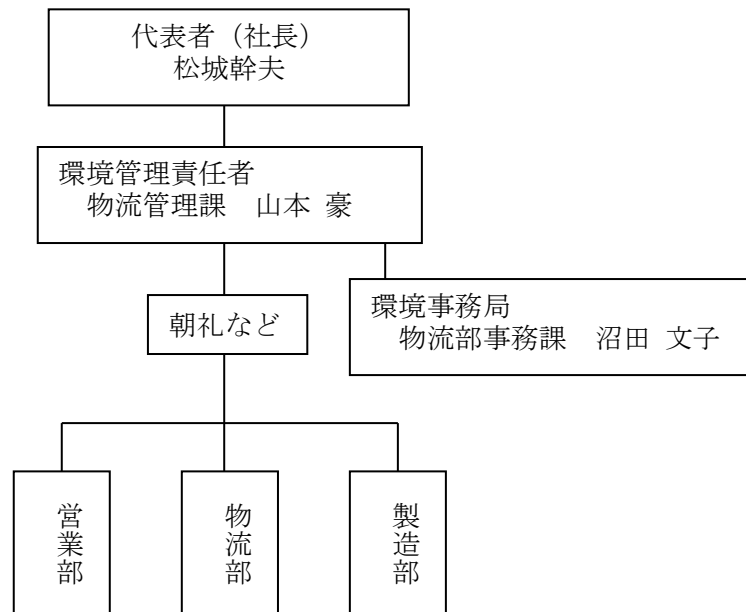 代表者（社長）
松城幹夫
環境管理責任者
物流管理課　山本 豪
朝礼など
環境事務局
物流部事務課　沼田 文子
営業部
物流部
製造部